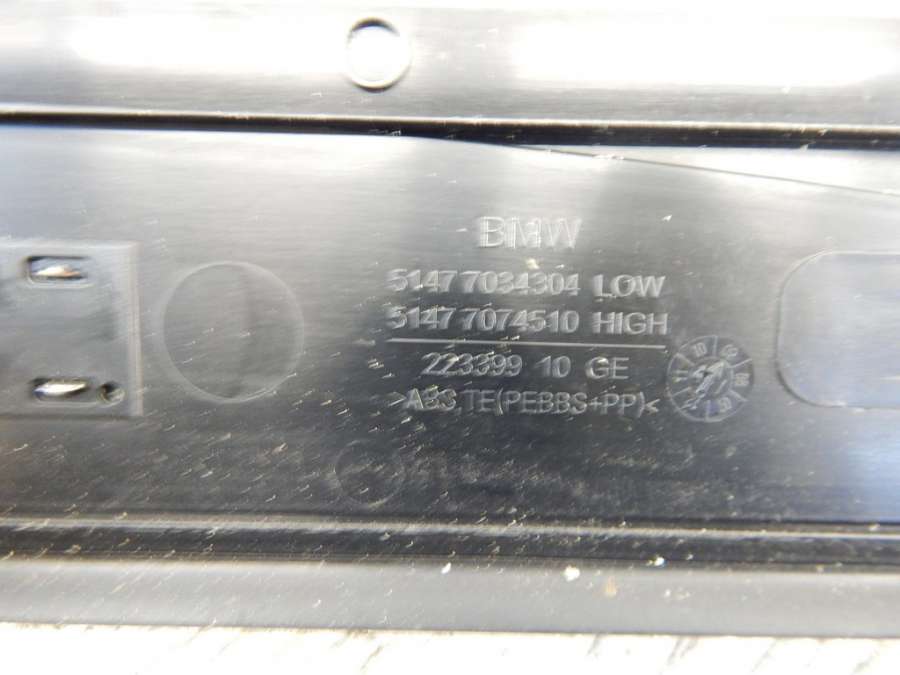 BMW
5147 7034304 LOW
5147 7074510 HIGH
223399 10 GE
>ABS,TE(PEBBS+PP)<